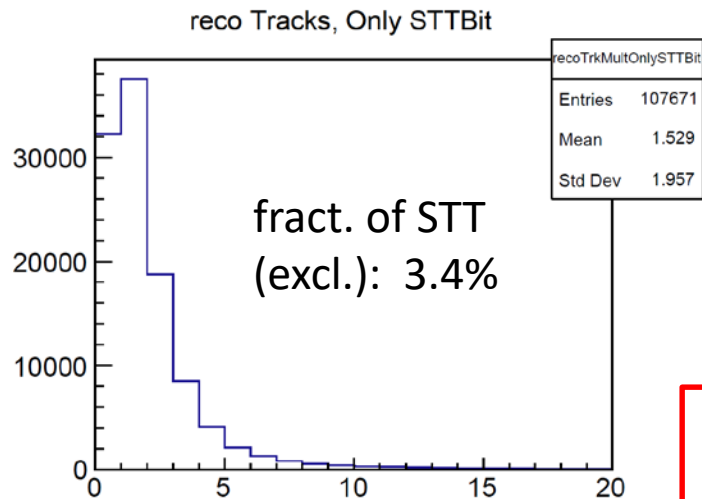 reco Tracks, Only STTBit
recoTrkMultOnlySTTBit
Entries 107671
Mean 1.529
Std Dev 1.957
fract. of STT
(excl.): 3.4%
30000
20000
10000
0
0 5 10 15 20